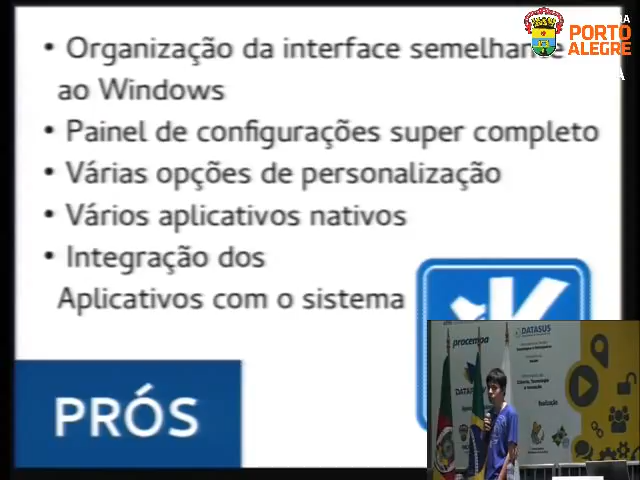 PORTO
ALEGRE
• Organização da interface semelhante
ao Windows
• Painel de configurações super completo
• Várias opções de personalização
• Vários aplicativos nativos
• Integração dos
Aplicativos com o sistema
PRÓS
procempa
DATASUS
Realização